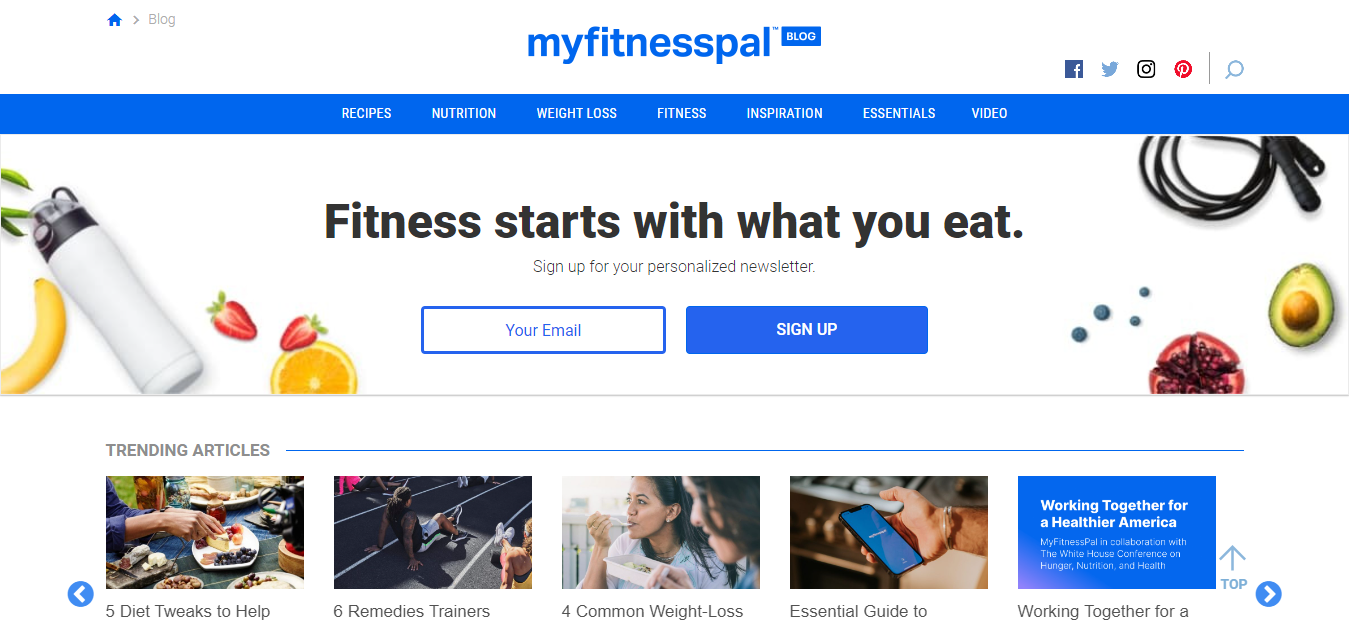 Blog
myfitnesspal™ BLOG
RECIPES NUTRITION WEIGHT LOSS FITNESS INSPIRATION ESSENTIALS VIDEO
Fitness starts with what you eat.
Sign up for your personalized newsletter.
Your Email SIGN UP
TRENDING ARTICLES
Working Together for
a Healthier America
MyFitnessPal in collaboration with
The White House Conference on
Hunger, Nutrition, and Health
TOP
5 Diet Tweaks to Help
6 Remedies Trainers
4 Common Weight-Loss
Essential Guide to
Working Together for a